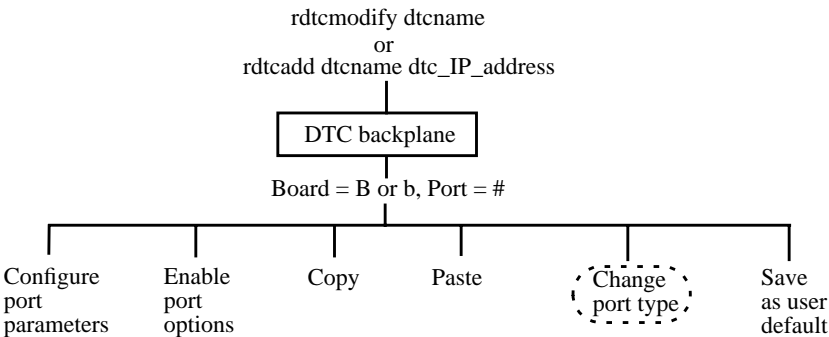 rdtcmodify dtcname
or
rdtcadd dtcname dtc_IP_address
DTC backplane
Board = B or b, Port = #
Configure
port
parameters
Enable
port
options
Copy
Paste
Change
port type
Save
as user
default